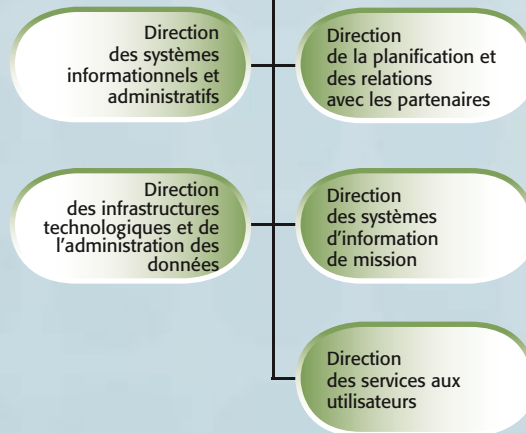 Direction
des systèmes
informationnels et
administratifs
Direction
de la planification et
des relations
avec les partenaires
Direction
des infrastructures
technologiques et de
l'administration des
données
Direction
des systèmes
d'information
de mission
Direction
des services aux
utilisateurs